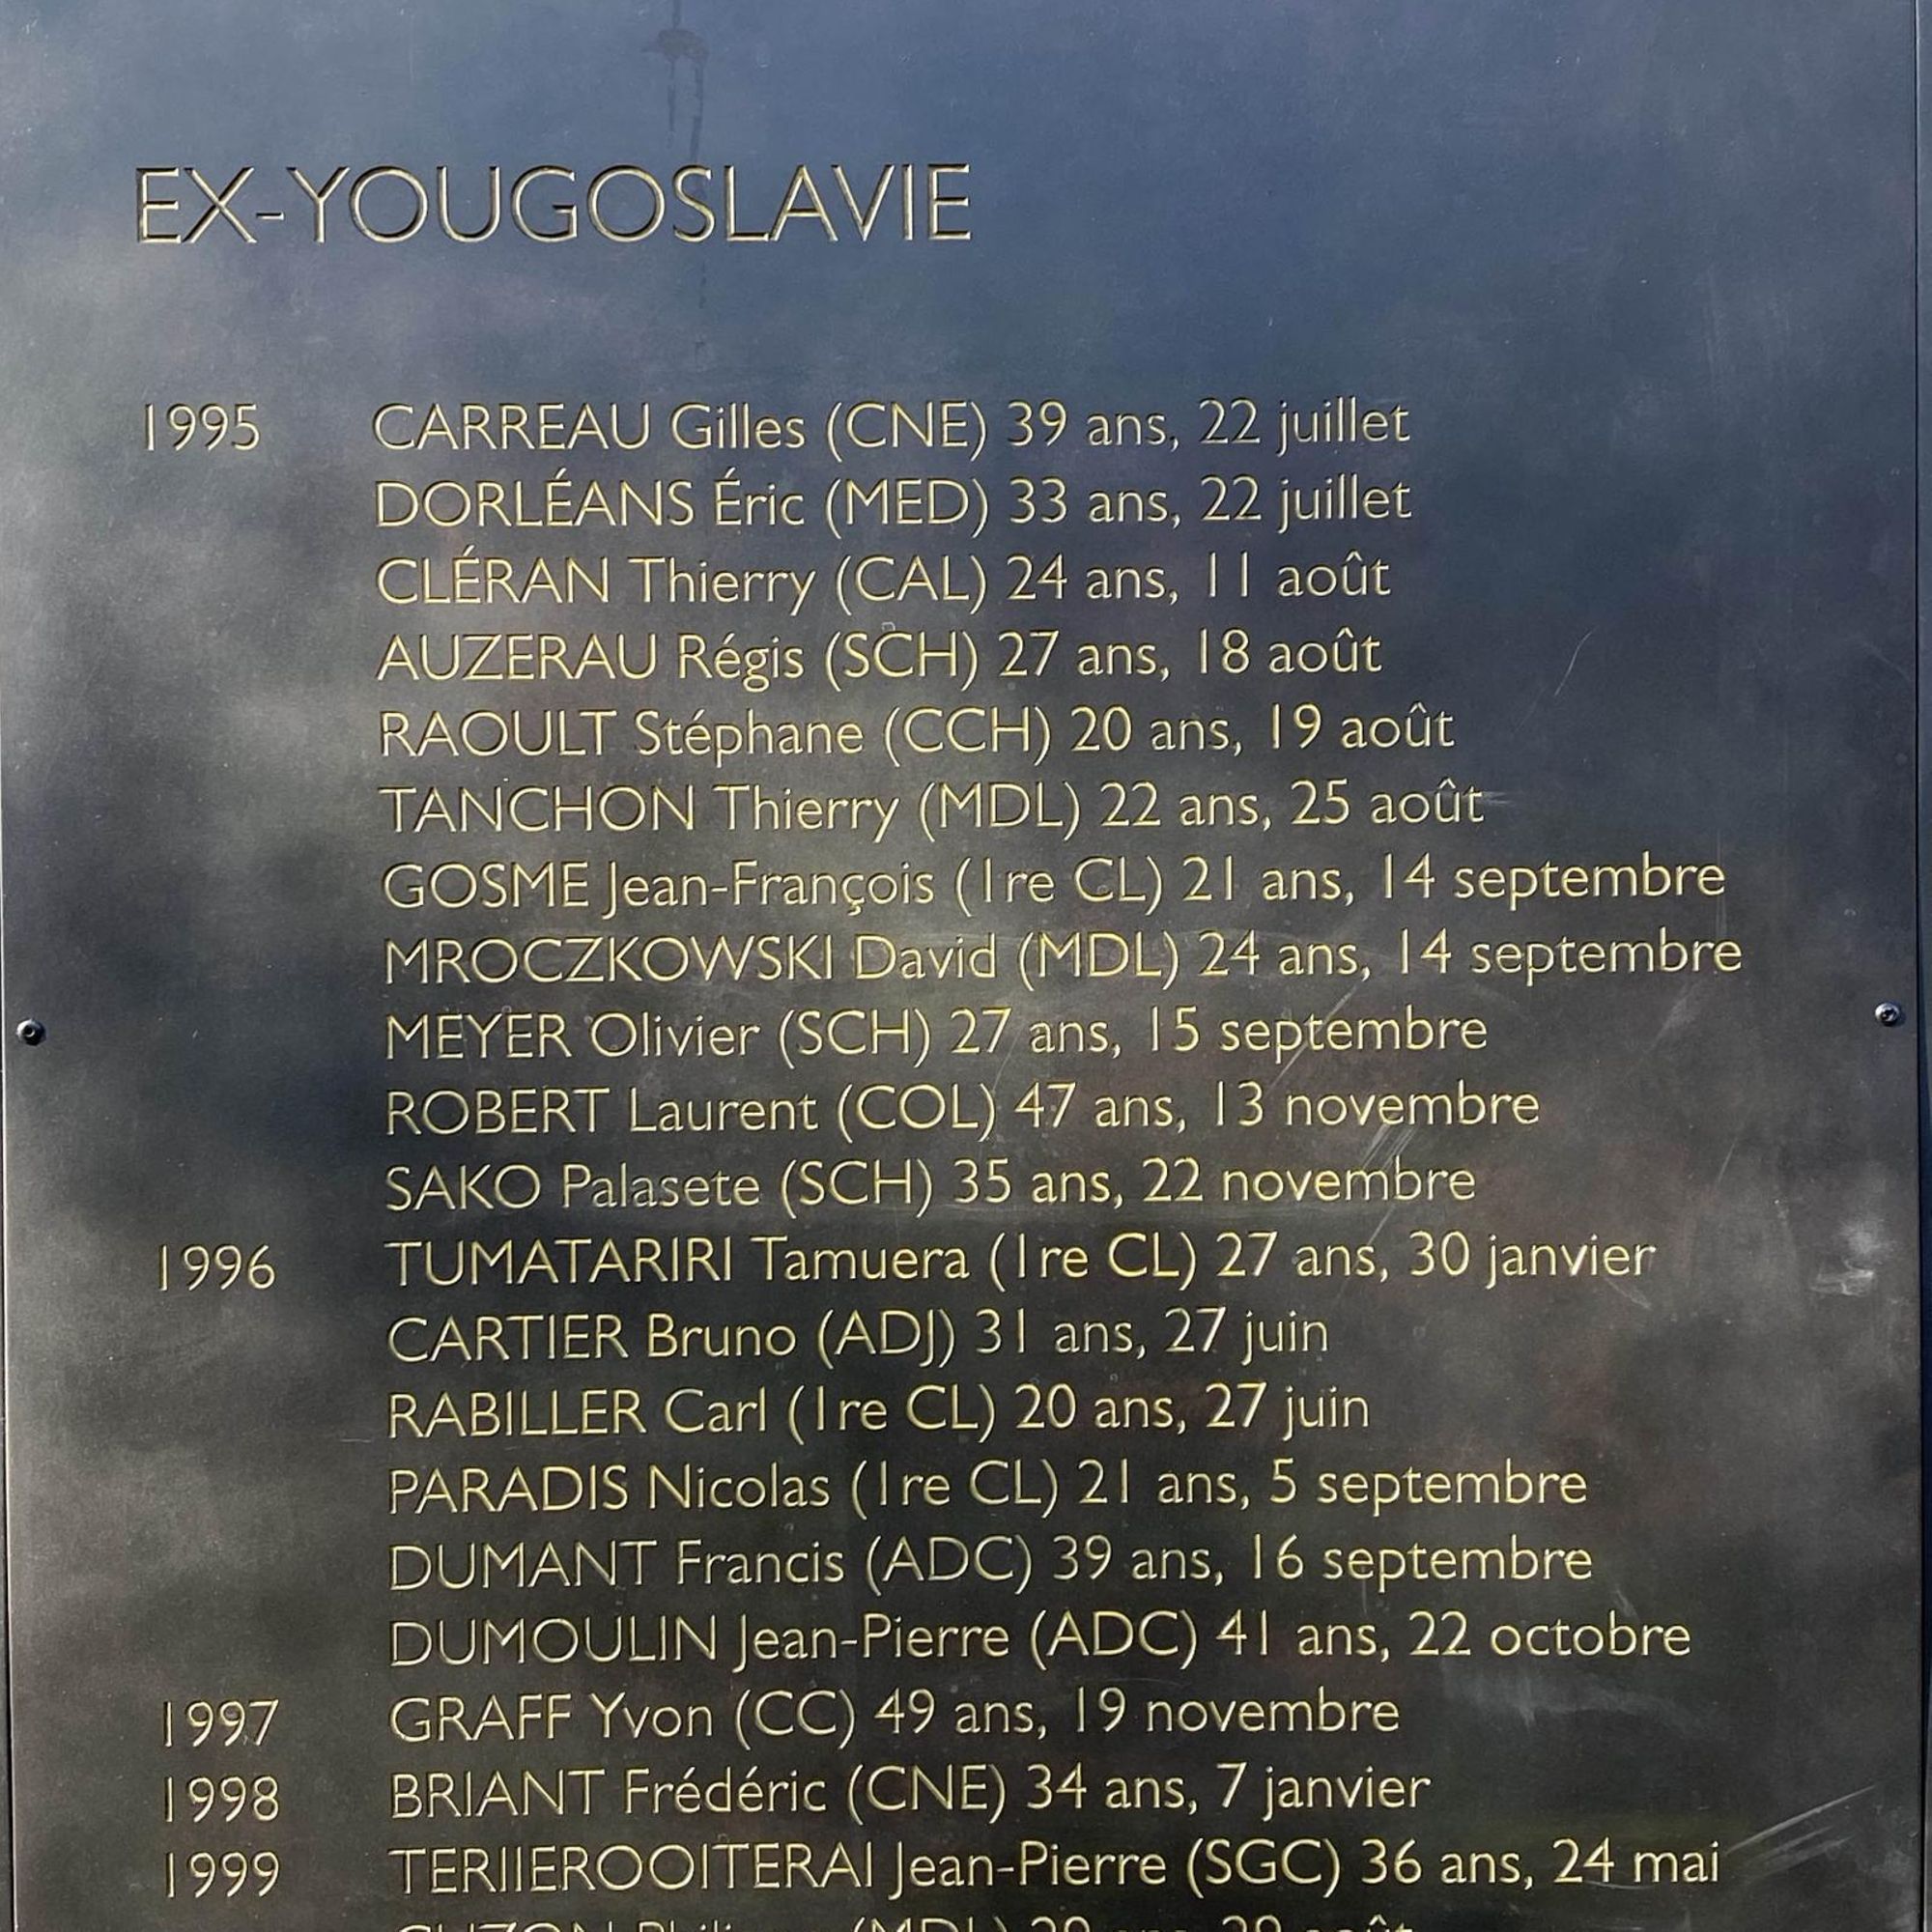 EX-YOUGOSLAVIE
1995 CARREAU Gilles (CNE) 39 ans, 22 juillet
DORLÉANS Éric (MED) 33 ans, 22 juillet
CLÉRAN Thierry (CAL) 24 ans, 11 août
AUZERAU Régis (SCH) 27 ans, 18 août
RAOULT Stéphane (CCH) 20 ans, 19 août
TANCHON Thierry (MDL) 22 ans, 25 août
GOSME Jean-François (1re CL) 21 ans, 14 septembre
MROCZKOWSKI David (MDL) 24 ans, 14 septembre
MEYER Olivier (SCH) 27 ans, 15 septembre
ROBERT Laurent (COL) 47 ans, 13 novembre
SAKO Palasete (SCH) 35 ans, 22 novembre
1996 TUMATARIRI Tamuera (1re CL) 27 ans, 30 janvier
CARTIER Bruno (ADJ) 31 ans, 27 juin
RABILLER Carl (1re CL) 20 ans, 27 juin
PARADIS Nicolas (1re CL) 21 ans, 5 septembre
DUMANT Francis (ADC) 39 ans, 16 septembre
DUMOULIN Jean-Pierre (ADC) 41 ans, 22 octobre
1997 GRAFF Yvon (CC) 49 ans, 19 novembre
1998 BRIANT Frédéric (CNE) 34 ans, 7 janvier
1999 TERIIEROOITERAI Jean-Pierre (SGC) 36 ans, 24 mai